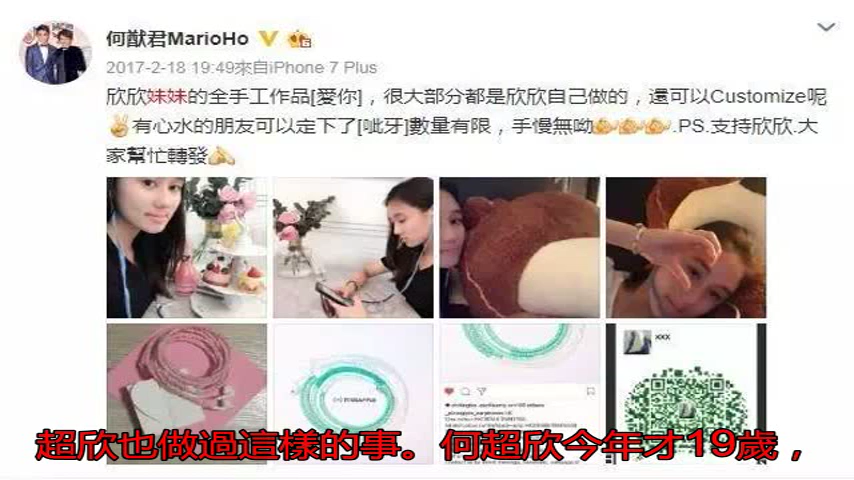 何猷君MarioHo
2017-2-18 19:49來自iPhone 7 Plus
欣欣妹妹的全手工作品[愛你]，很大部分都是欣欣自己做的，還可以Customize呢
有心水的朋友可以定下了[呲牙]數量有限，手慢無呦.PS.支持欣欣.大
家幫忙轉發
XXX
超欣也做過這樣的事。何超欣今年才19歲，